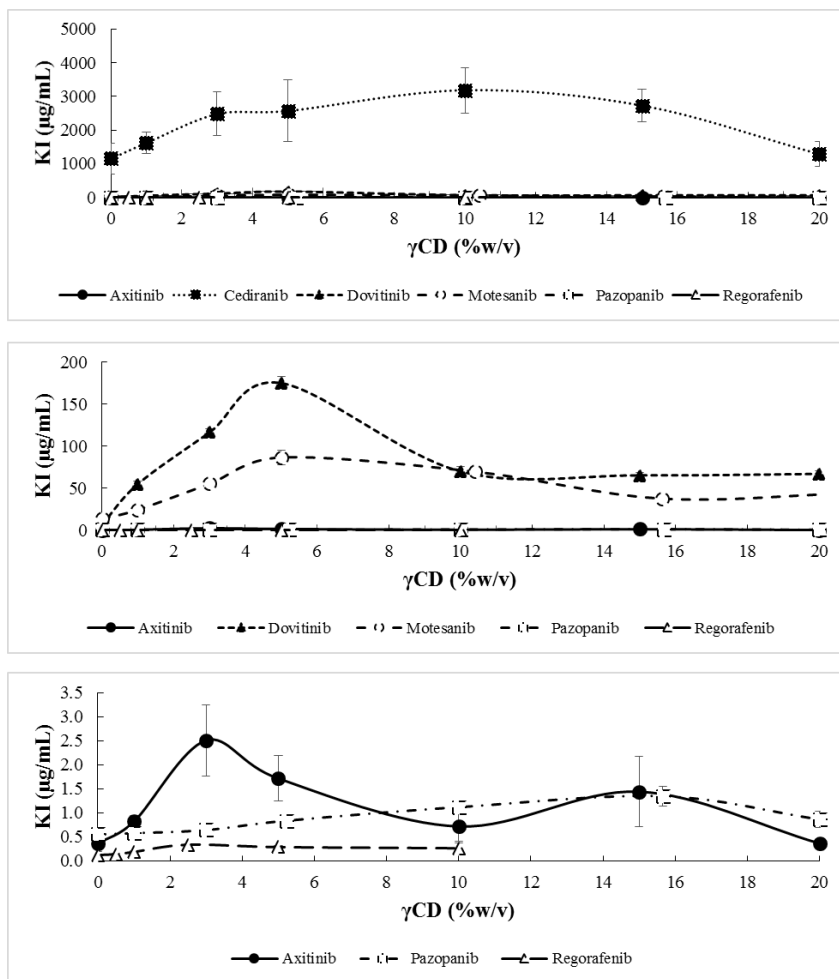 5000
4000
3000
2000
1000
0
KI (µg/mL)
0 2 4 6 8 10 12 14 16 18 20
γCD (%w/v)
Axitinib Cediranib Dovitinib Motesanib Pazopanib Regorafenib
200
150
100
50
0
KI (µg/mL)
0 2 4 6 8 10 12 14 16 18 20
γCD (%w/v)
Axitinib Dovitinib Motesanib Pazopanib Regorafenib
3.5
3.0
2.5
2.0
1.5
1.0
0.5
0.0
KI (µg/mL)
0 2 4 6 8 10 12 14 16 18 20
γCD (%w/v)
Axitinib Pazopanib Regorafenib